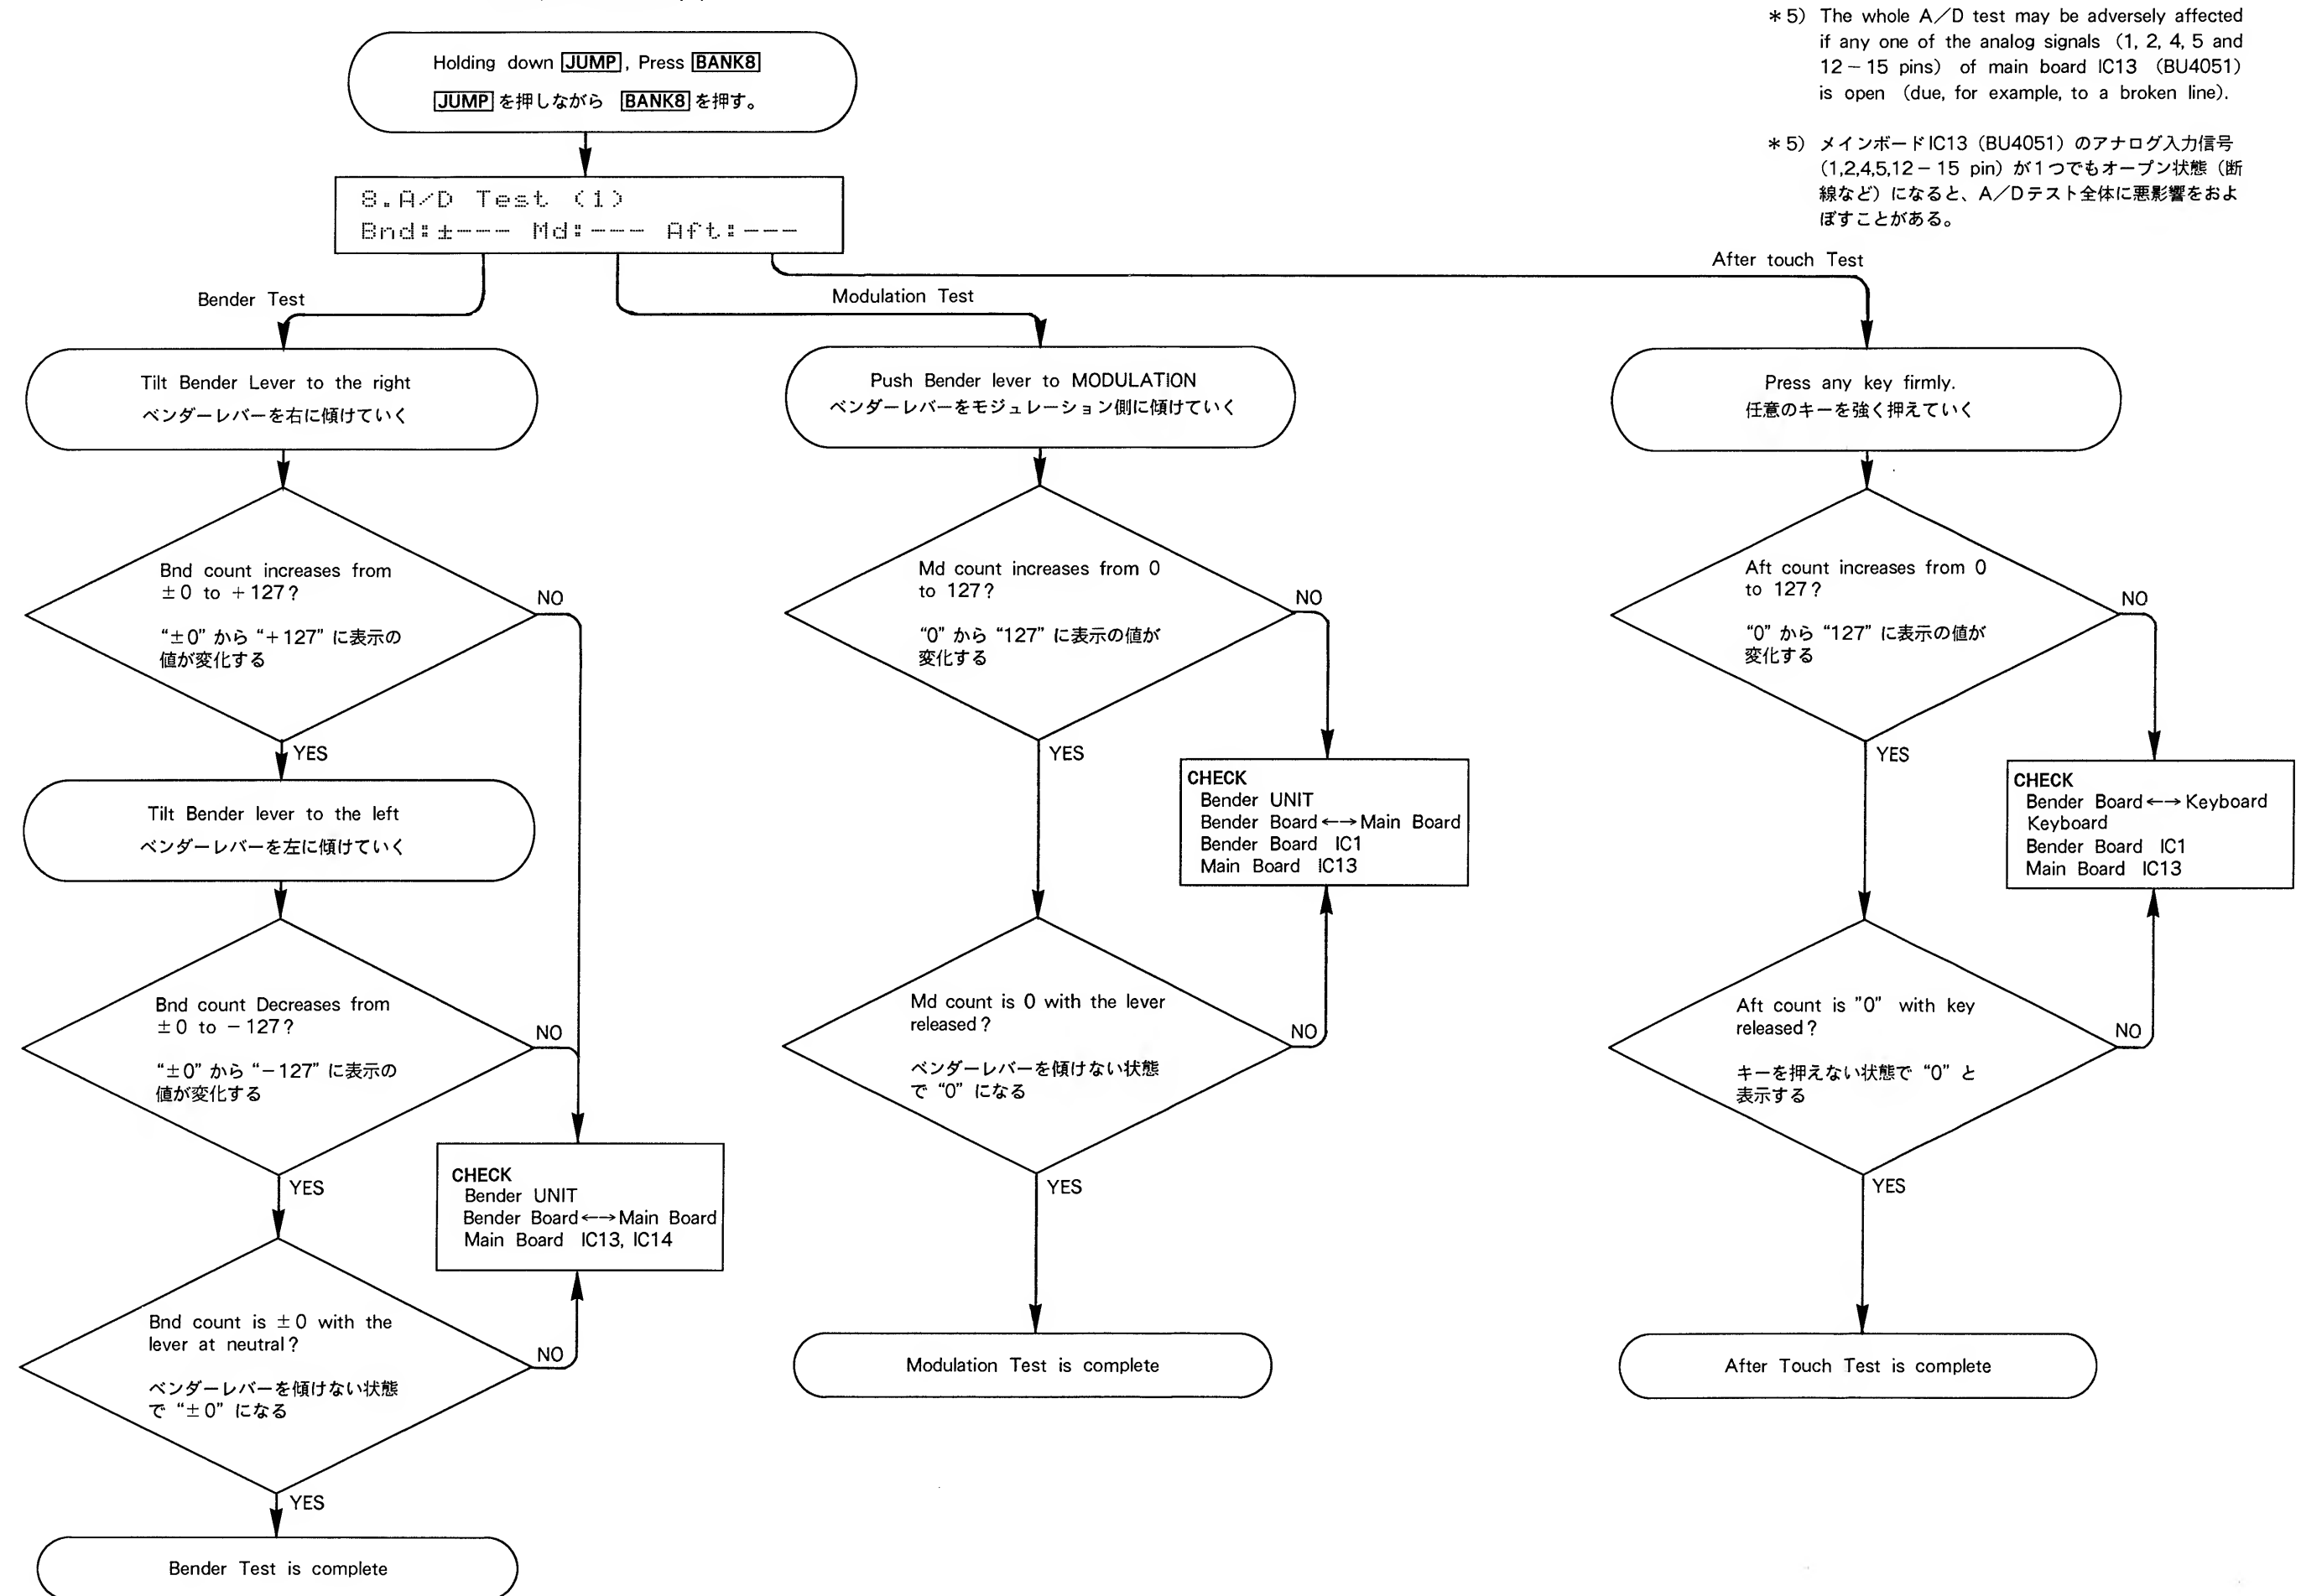 Holding down JUMP, Press BANK8
JUMP を押しながら BANK8 を押す。
8.A/D Test (1)
Bnd:±--- Md:--- Aft:---
＊5) The whole A／D test may be adversely affected
if any one of the analog signals (1, 2, 4, 5 and
12－15 pins) of main board IC13 (BU4051)
is open (due, for example, to a broken line).
＊5) メインボードIC13（BU4051）のアナログ入力信号
(1,2,4,5,12－15 pin) が1つでもオープン状態（断
線など）になると、A／Dテスト全体に悪影響をおよ
ぼすことがある。
Bender Test
Modulation Test
After touch Test
Tilt Bender Lever to the right
ベンダーレバーを右に傾けていく
Bnd count increases from
±0 to +127?
“±0” から “+127” に表示の
値が変化する
NO
YES
Tilt Bender lever to the left
ベンダーレバーを左に傾けていく
Bnd count Decreases from
±0 to －127?
“±0” から “－127” に表示の
値が変化する
NO
YES
CHECK
Bender UNIT
Bender Board←→Main Board
Main Board IC13, IC14
Bnd count is ±0 with the
lever at neutral?
ベンダーレバーを傾けない状態
で “±0” になる
NO
YES
Bender Test is complete
Push Bender lever to MODULATION
ベンダーレバーをモジュレーション側に傾けていく
Md count increases from 0
to 127?
“0” から “127” に表示の値が
変化する
NO
YES
CHECK
Bender UNIT
Bender Board←→Main Board
Bender Board IC1
Main Board IC13
Md count is 0 with the lever
released?
ベンダーレバーを傾けない状態
で “0” になる
NO
YES
Modulation Test is complete
Press any key firmly.
任意のキーを強く押えていく
Aft count increases from 0
to 127?
“0” から “127” に表示の値が
変化する
NO
YES
CHECK
Bender Board←→Keyboard
Keyboard
Bender Board IC1
Main Board IC13
Aft count is "0" with key
released?
キーを押えない状態で “0” と
表示する
NO
YES
After Touch Test is complete